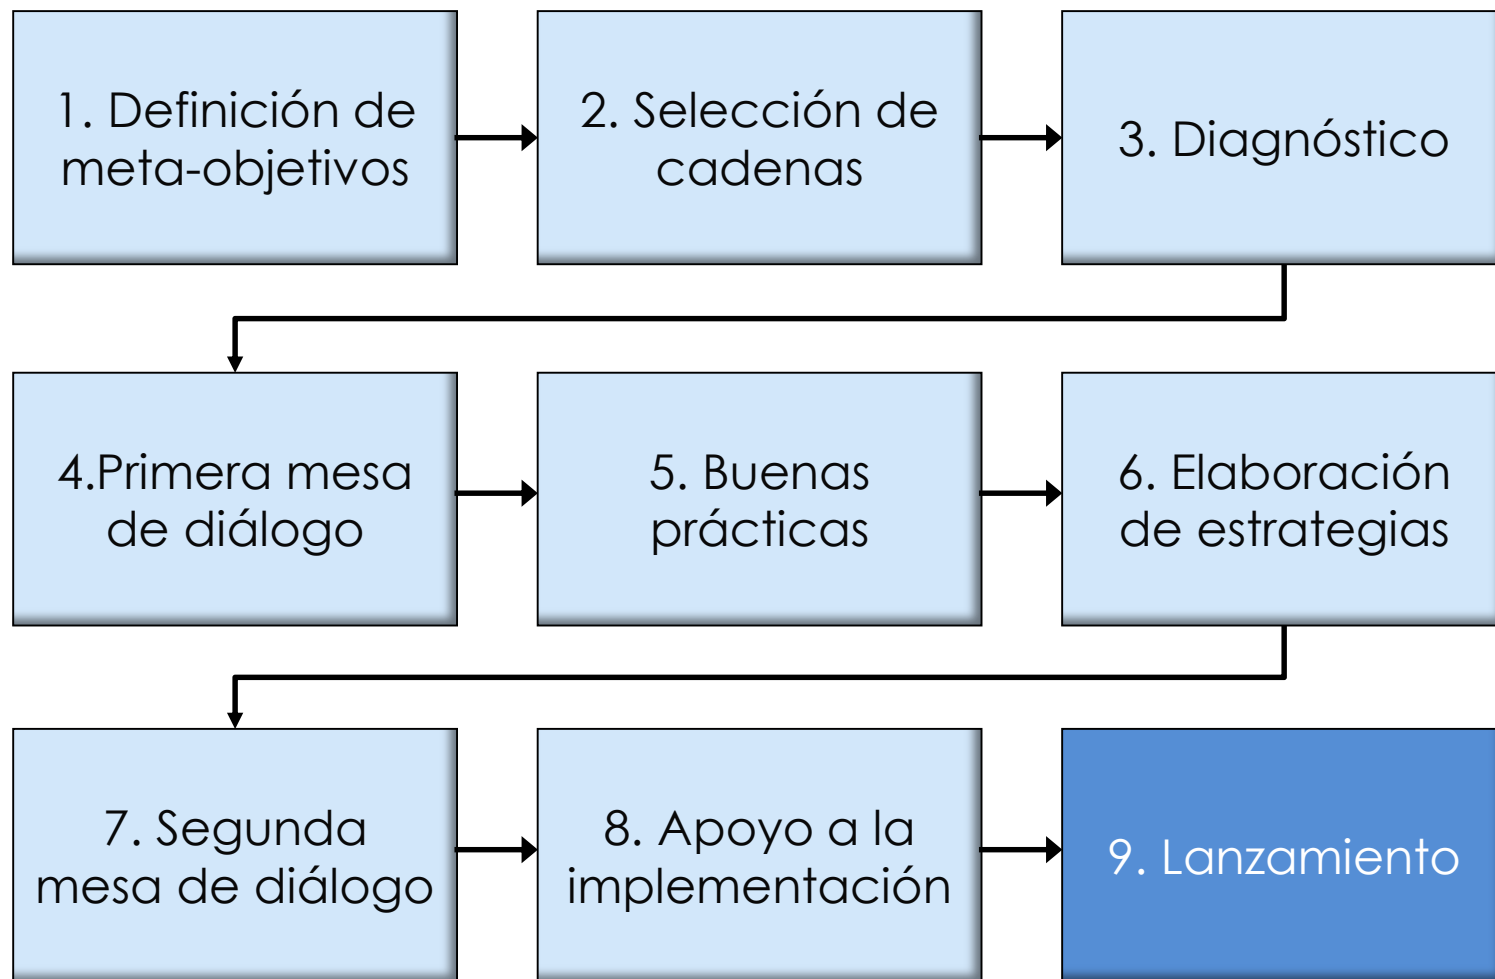 1. Definición de
meta-objetivos
2. Selección de
cadenas
3. Diagnóstico
4.Primera mesa
de diálogo
5. Buenas
prácticas
6. Elaboración
de estrategias
7. Segunda
mesa de diálogo
8. Apoyo a la
implementación
9. Lanzamiento